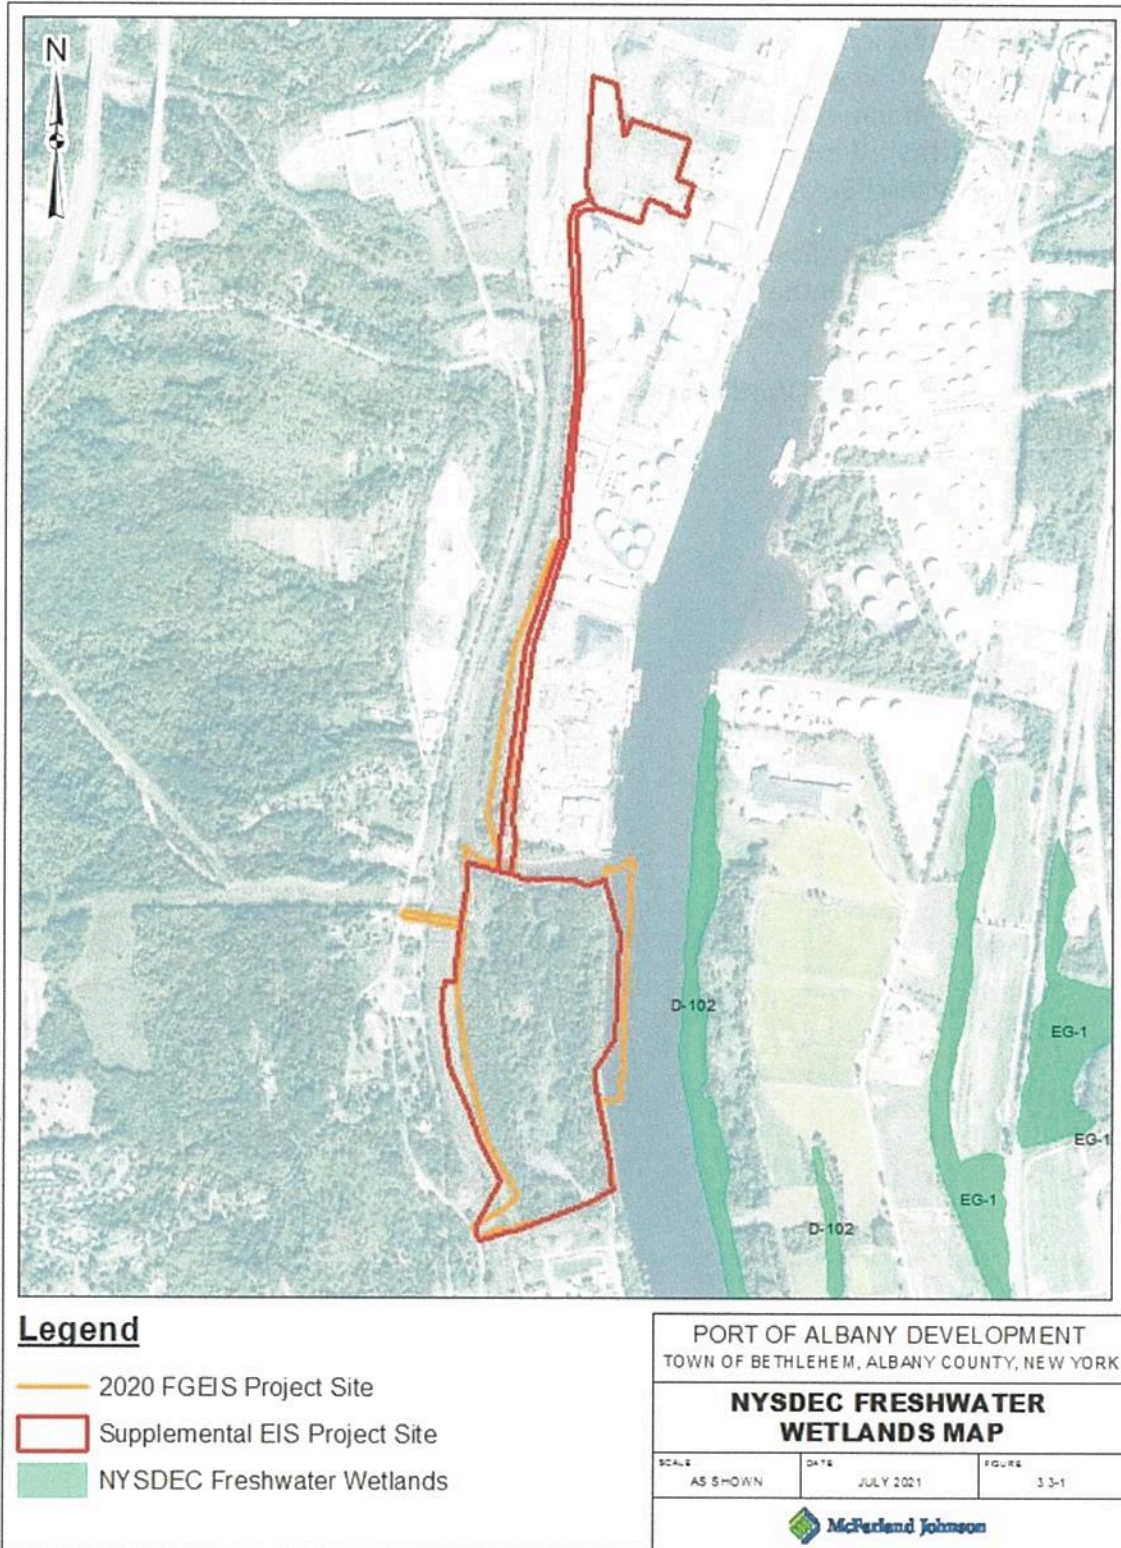 N
D-102
EG-1
EG-1
EG-1
D-102
Legend
2020 FGEIS Project Site
Supplemental EIS Project Site
NYSDEC Freshwater Wetlands
PORT OF ALBANY DEVELOPMENT
TOWN OF BETHLEHEM, ALBANY COUNTY, NEW YORK
NYSDEC FRESHWATER
WETLANDS MAP
SCALE
AS SHOWN
DATE
JULY 2021
FIGURE
3.3-1
McFarland Johnson